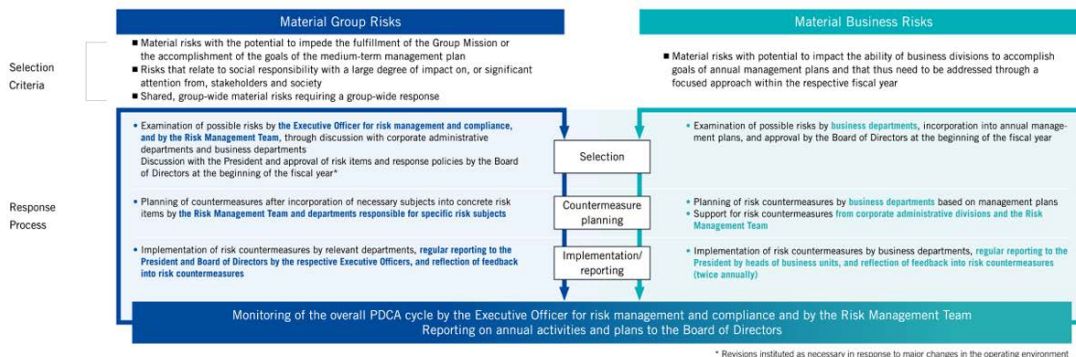 Material Group Risks
Material Business Risks
Selection
Criteria
■ Material risks with the potential to impede the fulfillment of the Group Mission or
the accomplishment of the goals of the medium-term management plan
■ Risks that relate to social responsibility with a large degree of impact on, or significant
attention from, stakeholders and society
■ Shared, group-wide material risks requiring a group-wide response
■ Material risks with potential to impact the ability of business divisions to accomplish
goals of annual management plans and that thus need to be addressed through a
focused approach within the respective fiscal year
Response
Process
• Examination of possible risks by the Executive Officer for risk management and compliance,
and by the Risk Management Team, through discussion with corporate administrative
departments and business departments
Discussion with the President and approval of risk items and response policies by the Board
of Directors at the beginning of the fiscal year*
Selection
• Examination of possible risks by business departments, incorporation into annual manage-
ment plans, and approval by the Board of Directors at the beginning of the fiscal year
• Planning of countermeasures after incorporation of necessary subjects into concrete risk
items by the Risk Management Team and departments responsible for specific risk subjects
Countermeasure
planning
• Planning of risk countermeasures by business departments based on management plans
• Support for risk countermeasures from corporate administrative divisions and the Risk
Management Team
• Implementation of risk countermeasures by relevant departments, regular reporting to the
President and Board of Directors by the respective Executive Officers, and reflection of feedback
into risk countermeasures
Implementation/
reporting
• Implementation of risk countermeasures by business departments, regular reporting to the
President by heads of business units, and reflection of feedback into risk countermeasures
(twice annually)
Monitoring of the overall PDCA cycle by the Executive Officer for risk management and compliance and by the Risk Management Team
Reporting on annual activities and plans to the Board of Directors
* Revisions instituted as necessary in response to major changes in the operating environment